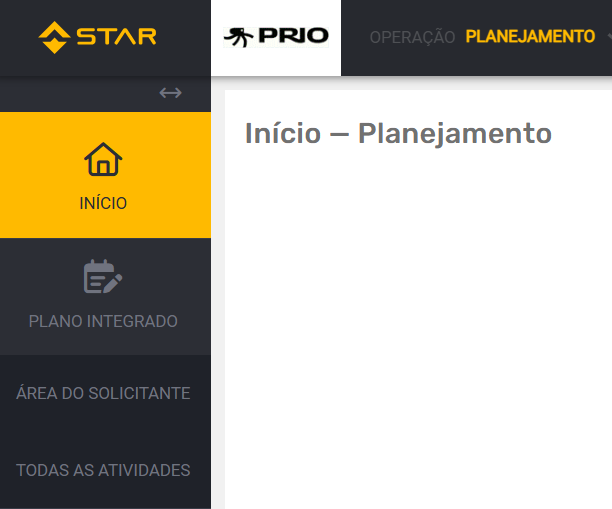 STAR
PRIO
OPERAÇÃO PLANEJAMENTO
Início — Planejamento
INÍCIO
PLANO INTEGRADO
ÁREA DO SOLICITANTE
TODAS AS ATIVIDADES